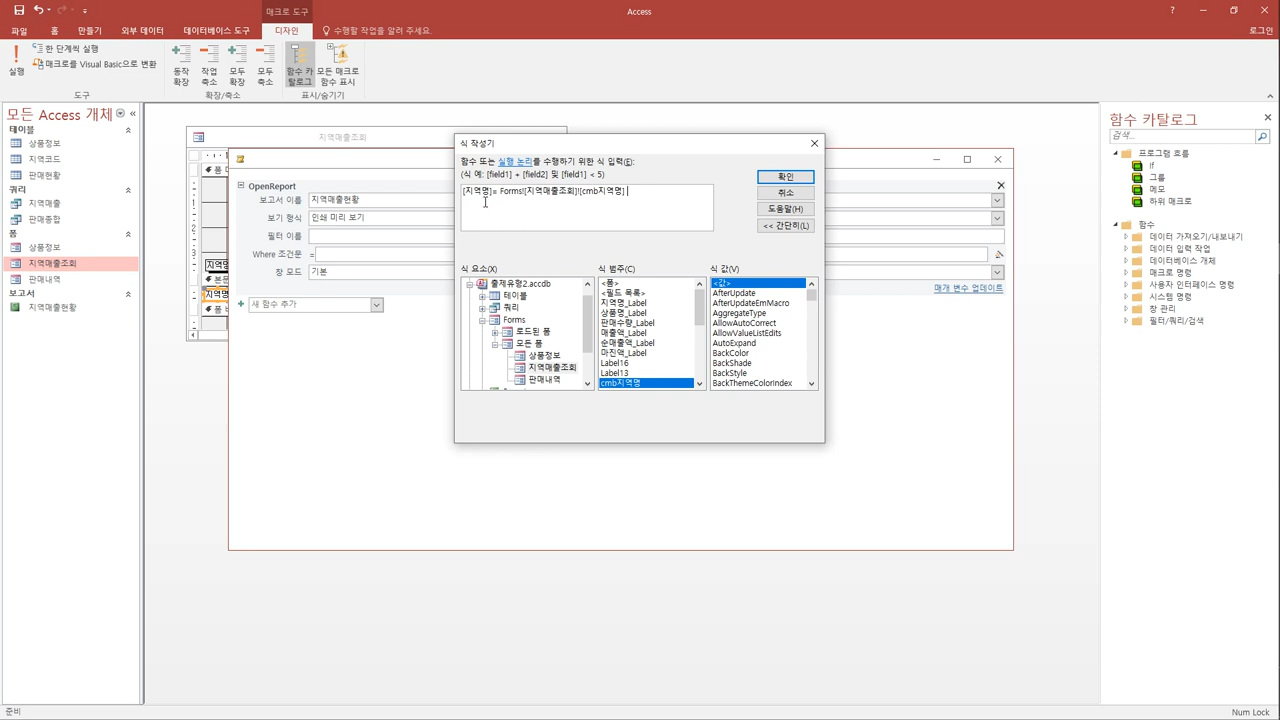 매크로 도구
Access
파일
홈
만들기
외부 데이터
데이터베이스 도구
디자인
수행할 작업을 알려 주세요.
로그인
실행
한 단계씩 실행
매크로를 Visual Basic으로 변환
동작
확장
작업
축소
모두
확장
모두
축소
함수 카
탈로그
모든 매크로
함수 표시
도구
확장/축소
표시/숨기기
모든 Access 개체
테이블
상품정보
지역코드
판매현황
쿼리
지역매출
판매종합
폼
상품정보
지역매출조회
판매내역
보고서
지역매출현황
지역매출조회
OpenReport
보고서 이름
지역매출현황
보기 형식
인쇄 미리 보기
필터 이름
Where 조건문
=
창 모드
기본
새 함수 추가
매개 변수 업데이트
식 작성기
함수 또는 실행 논리를 수행하기 위한 식 입력(E):
(식 예: [field1] + [field2] 및 [field1] < 5)
[지역명]= Forms![지역매출조회]![cmb지역명]
확인
취소
도움말(H)
<< 간단히(L)
식 요소(X)
출제유형2.accdb
테이블
쿼리
Forms
로드된 폼
모든 폼
상품정보
지역매출조회
판매내역
식 범주(C)
<폼>
<필드 목록>
지역명_Label
상품명_Label
판매수량_Label
매출액_Label
순매출액_Label
마진액_Label
Label16
Label13
cmb지역명
식 값(V)
<값>
AfterUpdate
AfterUpdateEmMacro
AggregateType
AllowAutoCorrect
AllowValueListEdits
AutoExpand
BackColor
BackShade
BackStyle
BackThemeColorIndex
함수 카탈로그
검색...
프로그램 흐름
If
그룹
메모
하위 매크로
함수
데이터 가져오기/내보내기
데이터 입력 작업
데이터베이스 개체
매크로 명령
사용자 인터페이스 명령
시스템 명령
창 관리
필터/쿼리/검색
준비
Num Lock